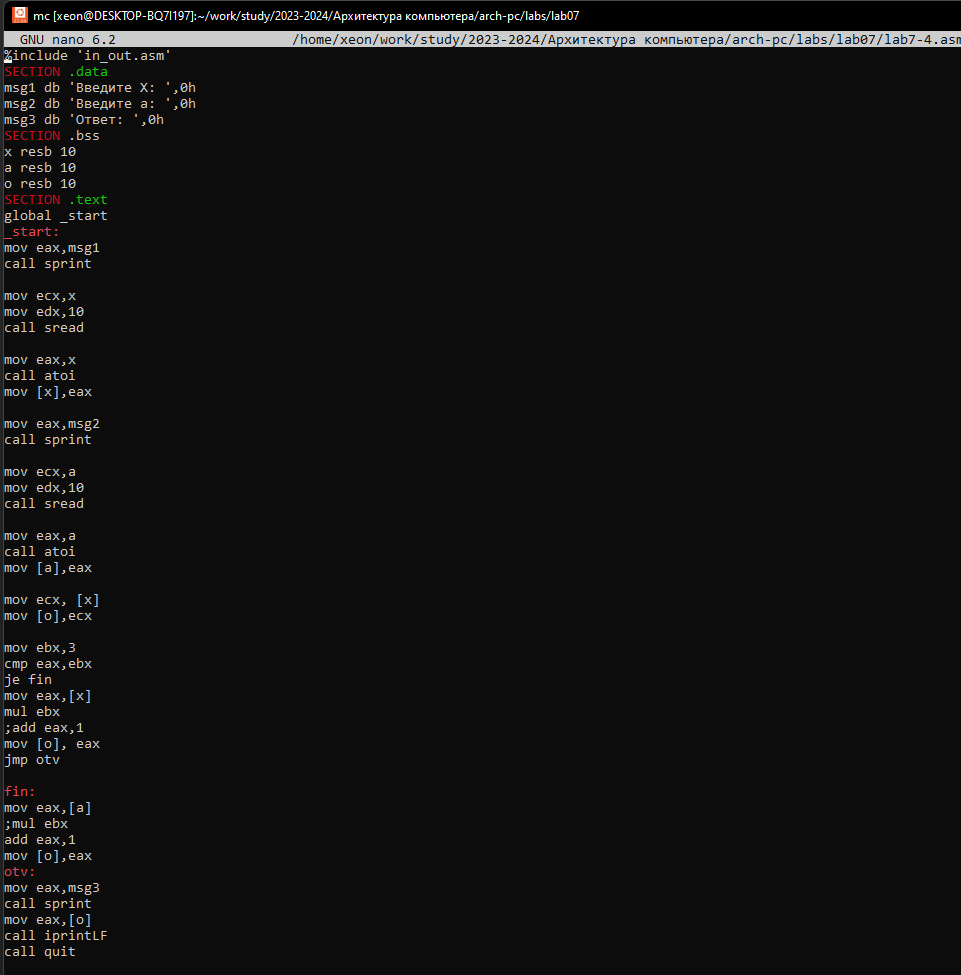 mc [xeon@DESKTOP-BQ7I197]:~/work/study/2023-2024/Архитектура компьютера/arch-pc/labs/lab07
GNU nano 6.2 /home/xeon/work/study/2023-2024/Архитектура компьютера/arch-pc/labs/lab07/lab7-4.asm
%include 'in_out.asm'
SECTION .data
msg1 db 'Введите X: ',0h
msg2 db 'Введите a: ',0h
msg3 db 'Ответ: ',0h
SECTION .bss
x resb 10
a resb 10
o resb 10
SECTION .text
global _start
_start:
mov eax,msg1
call sprint
mov ecx,x
mov edx,10
call sread
mov eax,x
call atoi
mov [x],eax
mov eax,msg2
call sprint
mov ecx,a
mov edx,10
call sread
mov eax,a
call atoi
mov [a],eax
mov ecx, [x]
mov [o],ecx
mov ebx,3
cmp eax,ebx
je fin
mov eax,[x]
mul ebx
;add eax,1
mov [o], eax
jmp otv
fin:
mov eax,[a]
;mul ebx
add eax,1
mov [o],eax
otv:
mov eax,msg3
call sprint
mov eax,[o]
call iprintLF
call quit